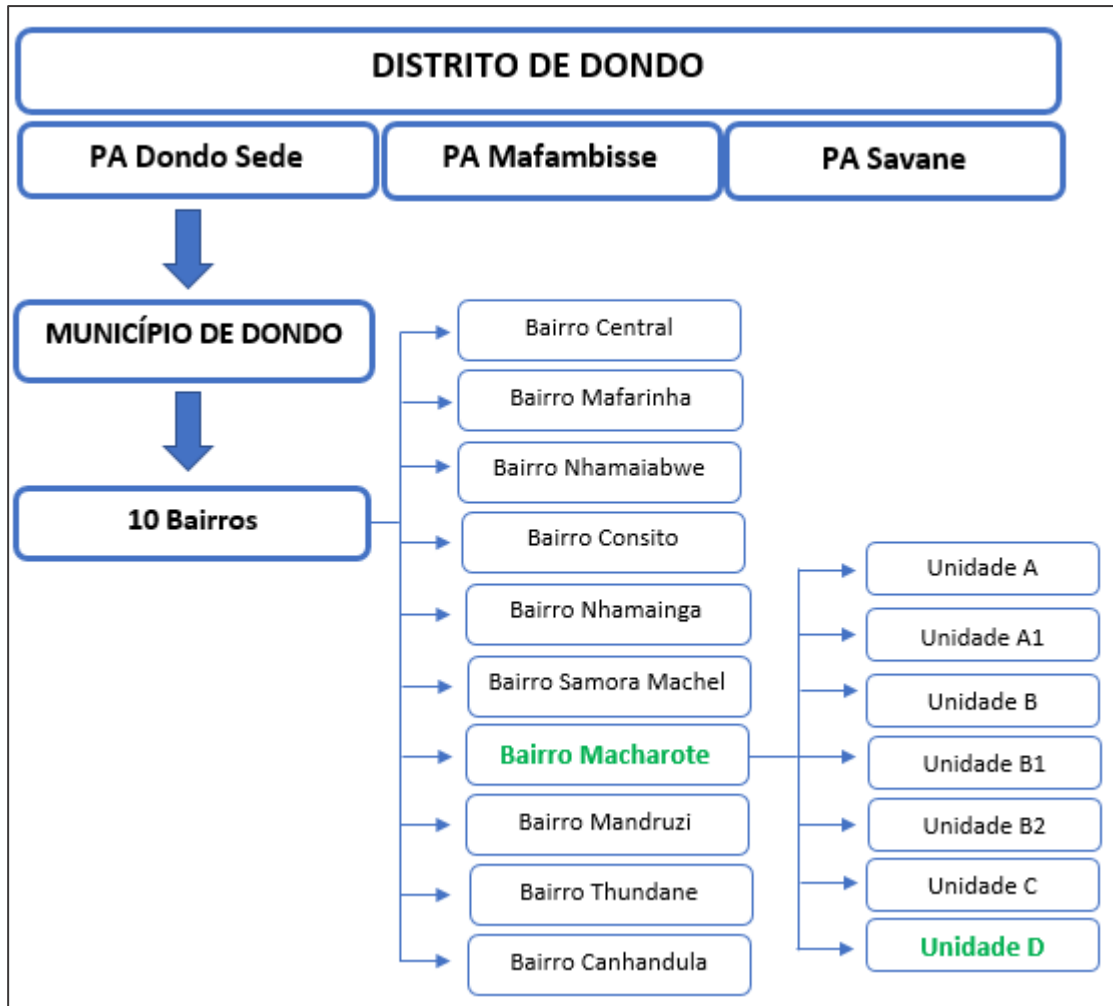 DISTRITO DE DONDO
PA Dondo Sede
PA Mafambisse
PA Savane
MUNICÍPIO DE DONDO
10 Bairros
Bairro Central
Bairro Mafarinha
Bairro Nhamaiabwe
Bairro Consito
Bairro Nhamainga
Bairro Samora Machel
Bairro Macharote
Bairro Mandruzi
Bairro Thundane
Bairro Canhandula
Unidade A
Unidade A1
Unidade B
Unidade B1
Unidade B2
Unidade C
Unidade D